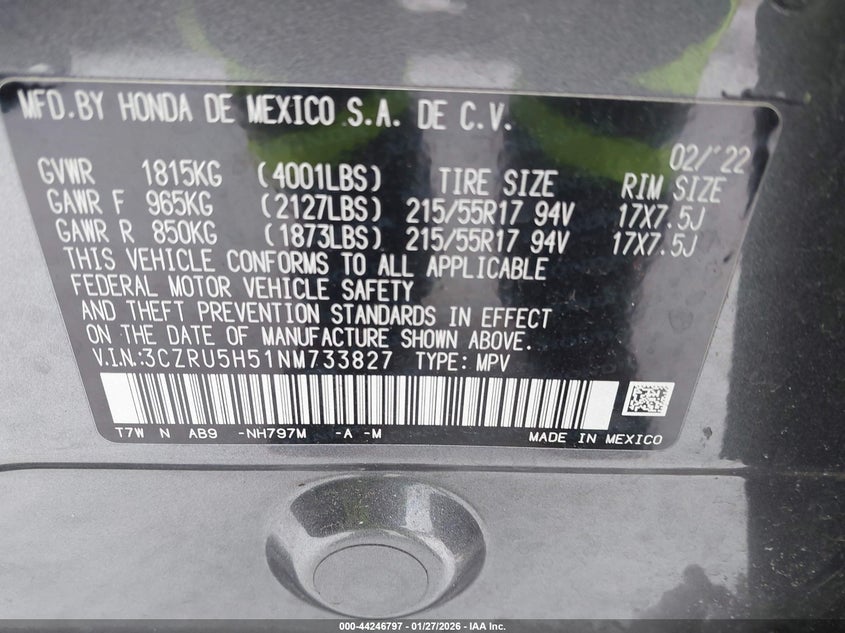 MFD.BY HONDA DE MEXICO S.A. DE C.V.
02/'22
GVWR 1815KG (4001LBS) TIRE SIZE RIM SIZE
GAWR F 965KG (2127LBS) 215/55R17 94V 17X7.5J
GAWR R 850KG (1873LBS) 215/55R17 94V 17X7.5J
THIS VEHICLE CONFORMS TO ALL APPLICABLE
FEDERAL MOTOR VEHICLE SAFETY
AND THEFT PREVENTION STANDARDS IN EFFECT
ON THE DATE OF MANUFACTURE SHOWN ABOVE.
V.I.N.:3CZRU5H51NM733827 TYPE: MPV
T7W N AB9 -NH797M -A -M MADE IN MEXICO
000-44246797 - 01/27/2026 - IAA Inc.